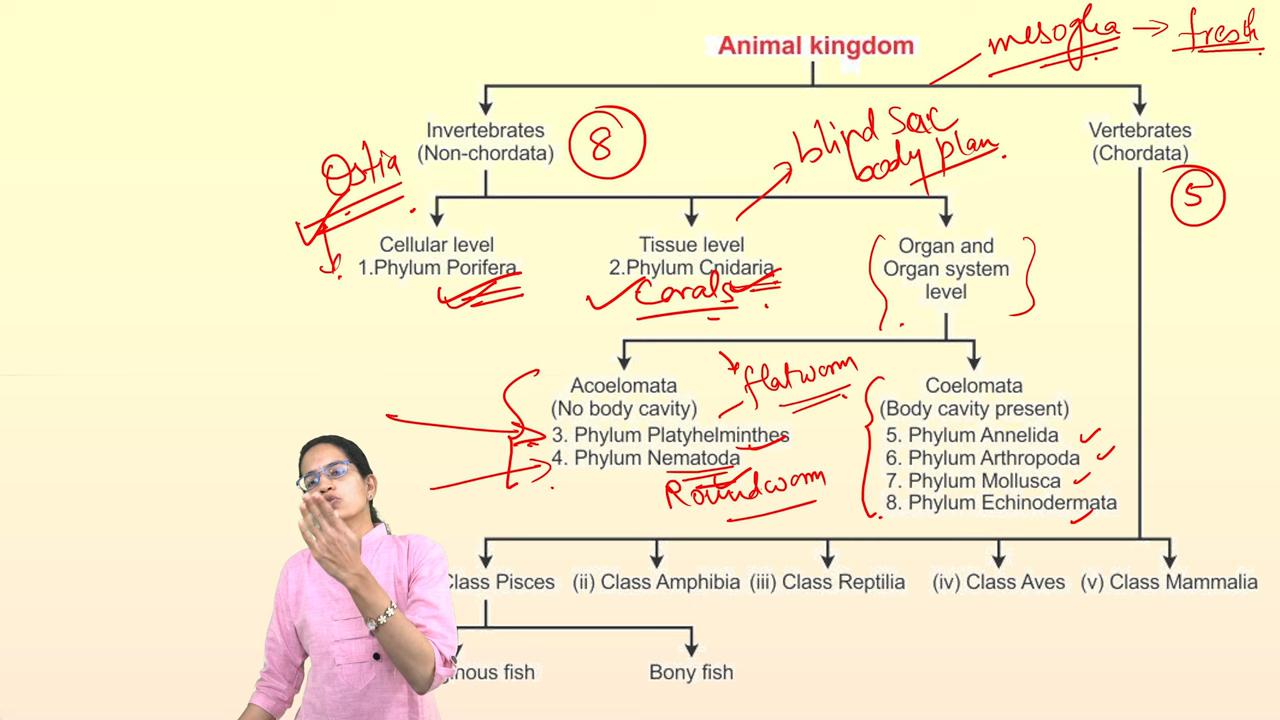 Animal kingdom
mesoglia → fresh
Invertebrates
(Non-chordata)
8
blind sac
body plan
Vertebrates
(Chordata)
5
Ostia
Cellular level
1.Phylum Porifera
Tissue level
2.Phylum Cnidaria
Corals
Organ and
Organ system
level
Acoelomata
(No body cavity)
3. Phylum Platyhelminthes
4. Phylum Nematoda
flatworm
Roundworm
Coelomata
(Body cavity present)
5. Phylum Annelida
6. Phylum Arthropoda
7. Phylum Mollusca
8. Phylum Echinodermata
Class Pisces
(ii) Class Amphibia
(iii) Class Reptilia
(iv) Class Aves
(v) Class Mammalia
fish
Bony fish